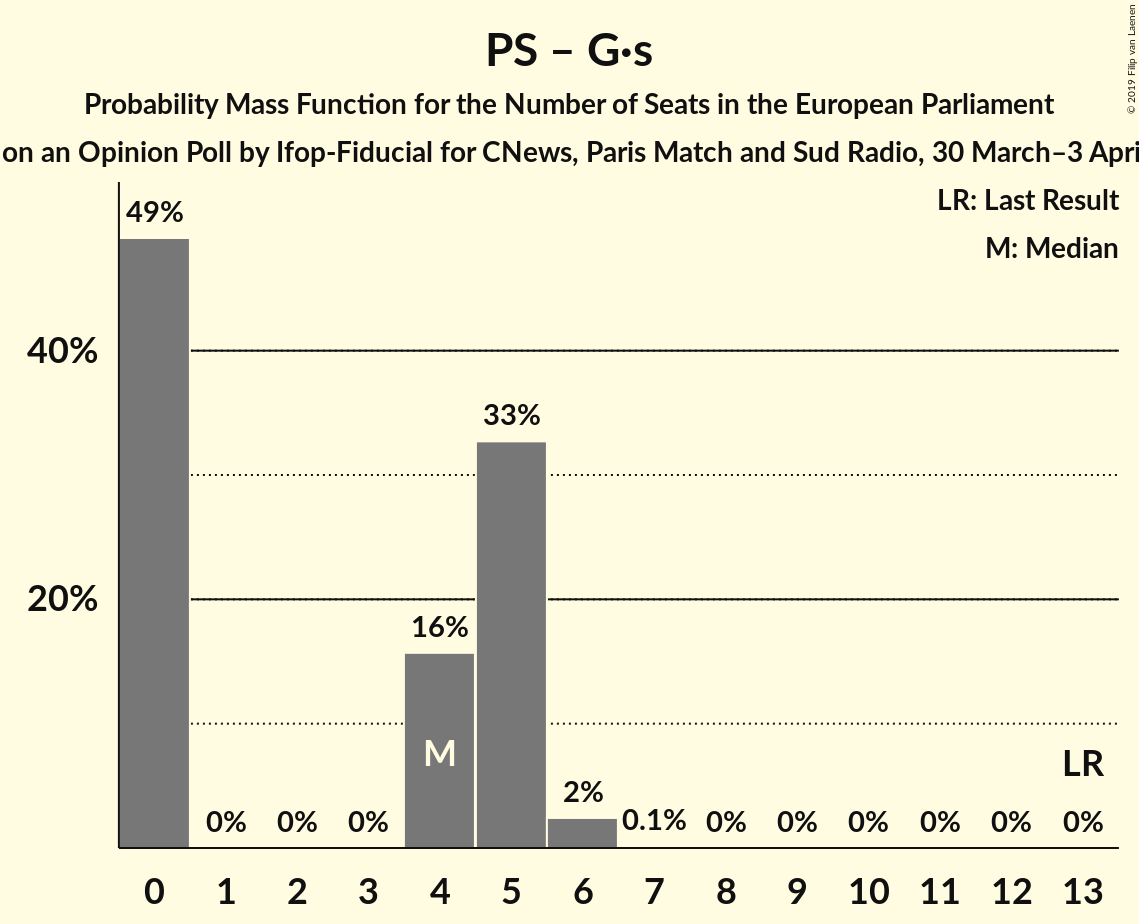 PS – G·s
Probability Mass Function for the Number of Seats in the European Parliament
on an Opinion Poll by Ifop-Fiducial for CNews, Paris Match and Sud Radio, 30 March–3 Apri
© 2019 Filip van Laenen
LR: Last Result
M: Median
49%
40%
33%
20%
16%
M
LR
2%
0% 0% 0% 0.1% 0% 0% 0% 0% 0% 0%
0 1 2 3 4 5 6 7 8 9 10 11 12 13